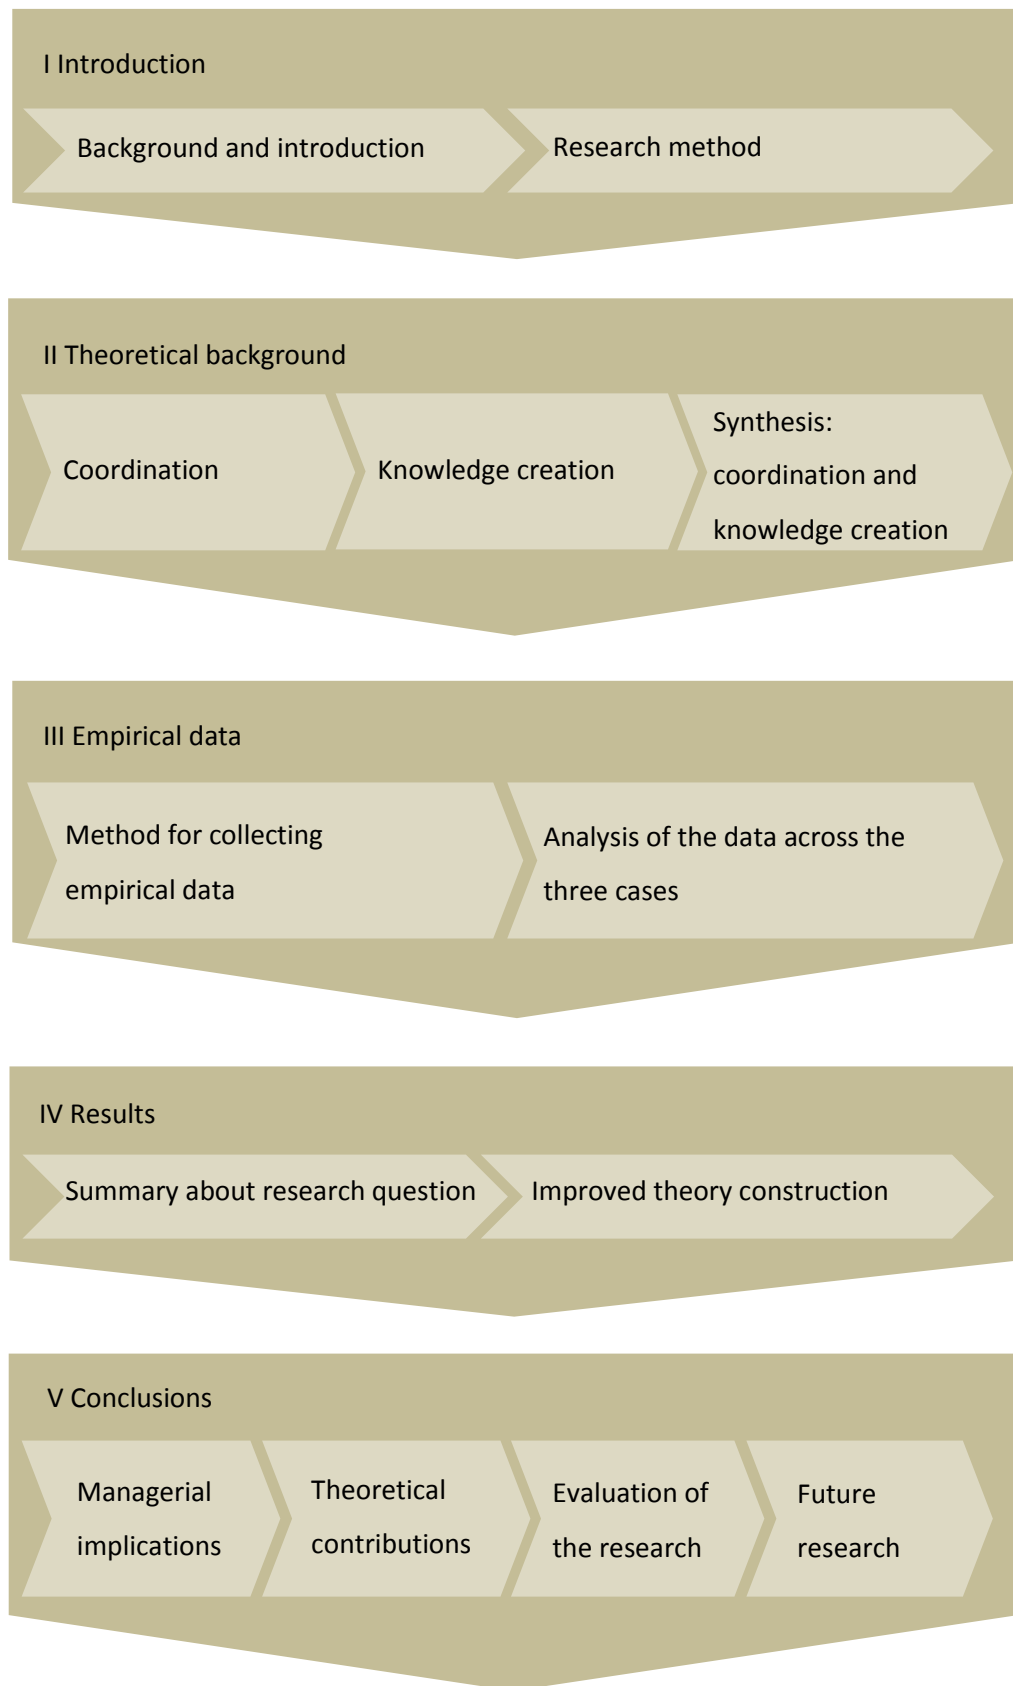 I Introduction
Background and introduction
Research method
II Theoretical background
Coordination
Knowledge creation
Synthesis:
coordination and
knowledge creation
III Empirical data
Method for collecting
empirical data
Analysis of the data across the
three cases
IV Results
Summary about research question
Improved theory construction
V Conclusions
Managerial
implications
Theoretical
contributions
Evaluation of
the research
Future
research